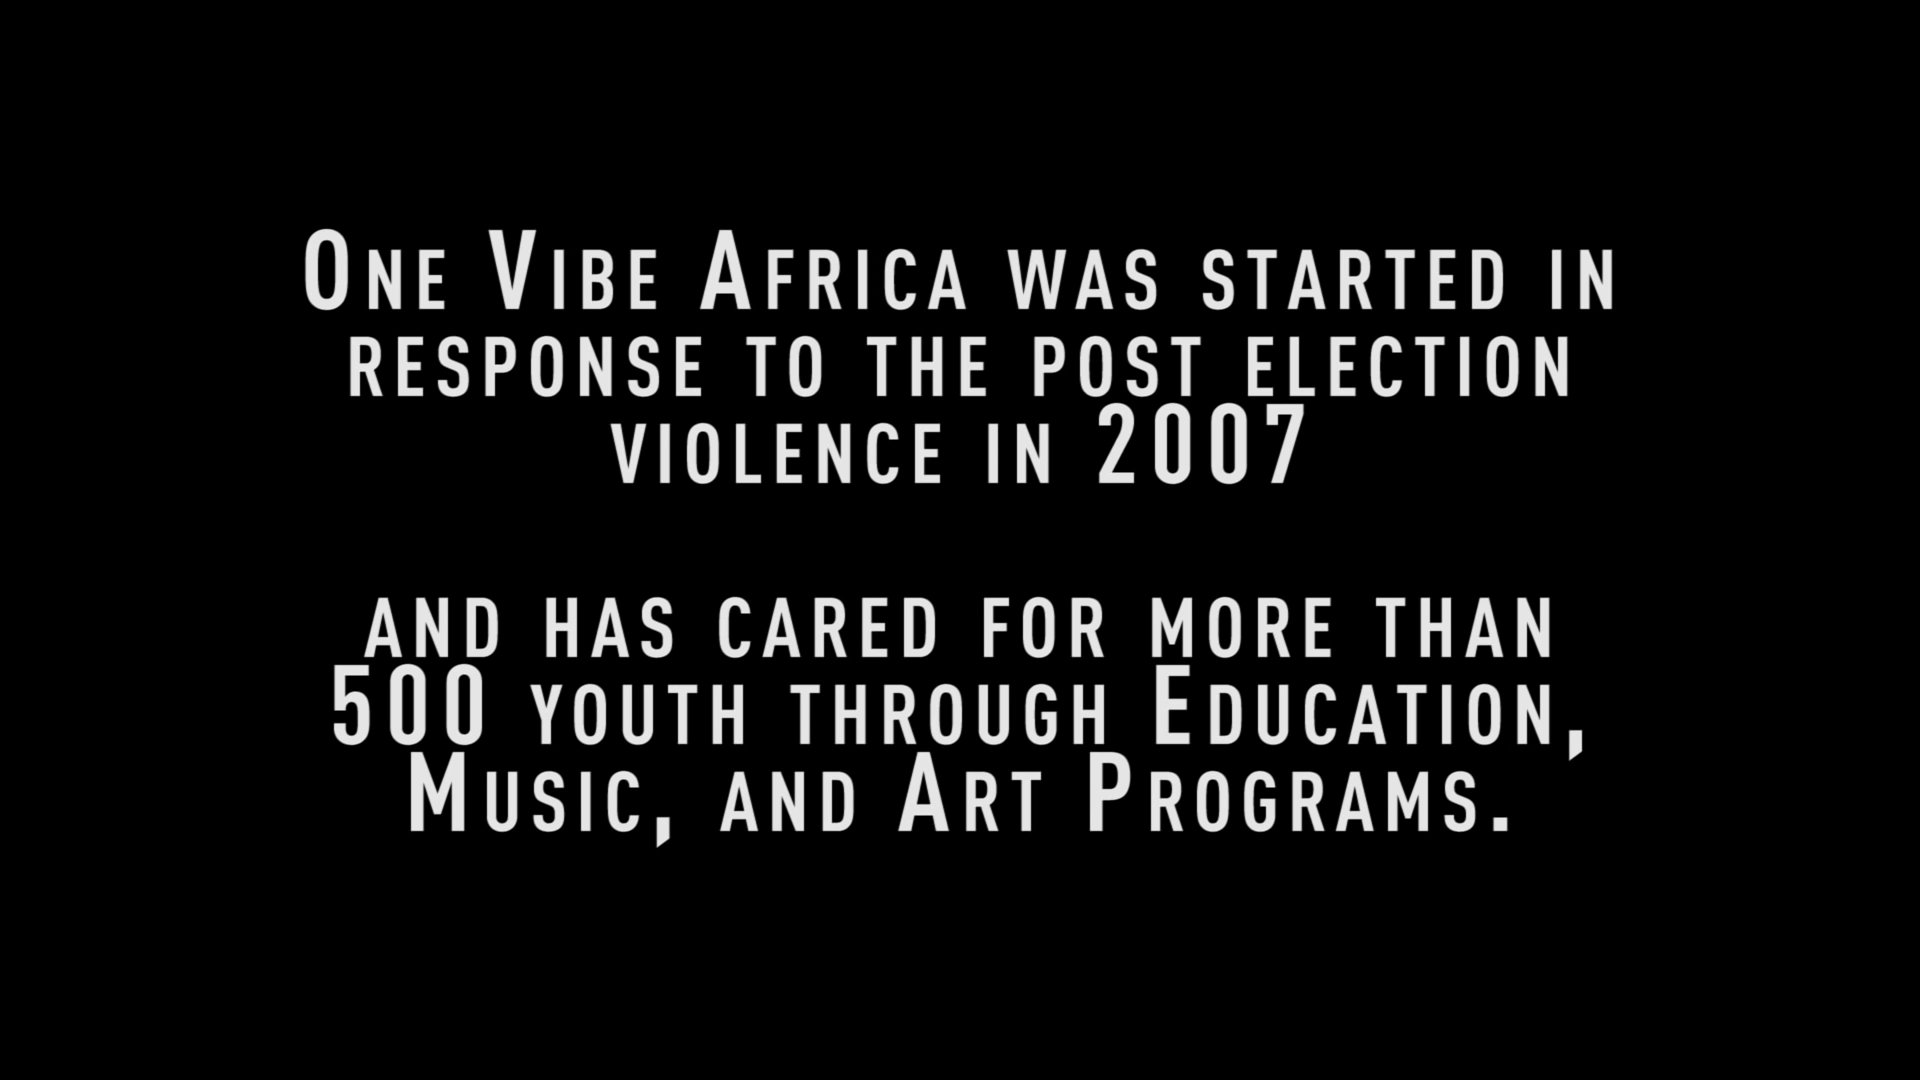 One Vibe Africa was started in
response to the post election
violence in 2007
and has cared for more than
500 youth through Education,
Music, and Art Programs.